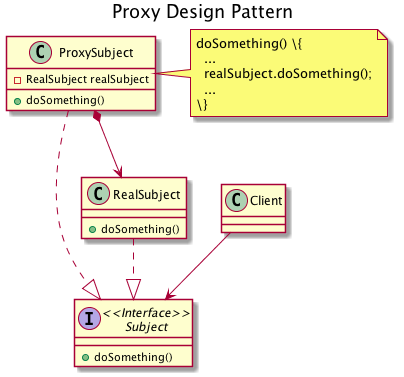 Proxy Design Pattern
C ProxySubject
RealSubject realSubject
doSomething()
doSomething() \{
...
realSubject.doSomething();
...
\}
C RealSubject
doSomething()
C Client
I <<Interface>>
Subject
doSomething()